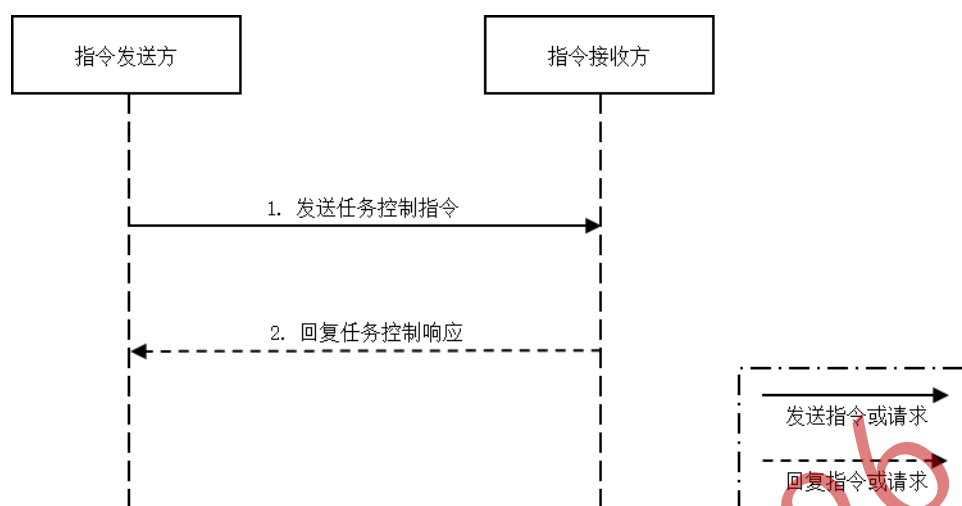 指令发送方
指令接收方
1. 发送任务控制指令
2. 回复任务控制响应
发送指令或请求
回复指令或请求